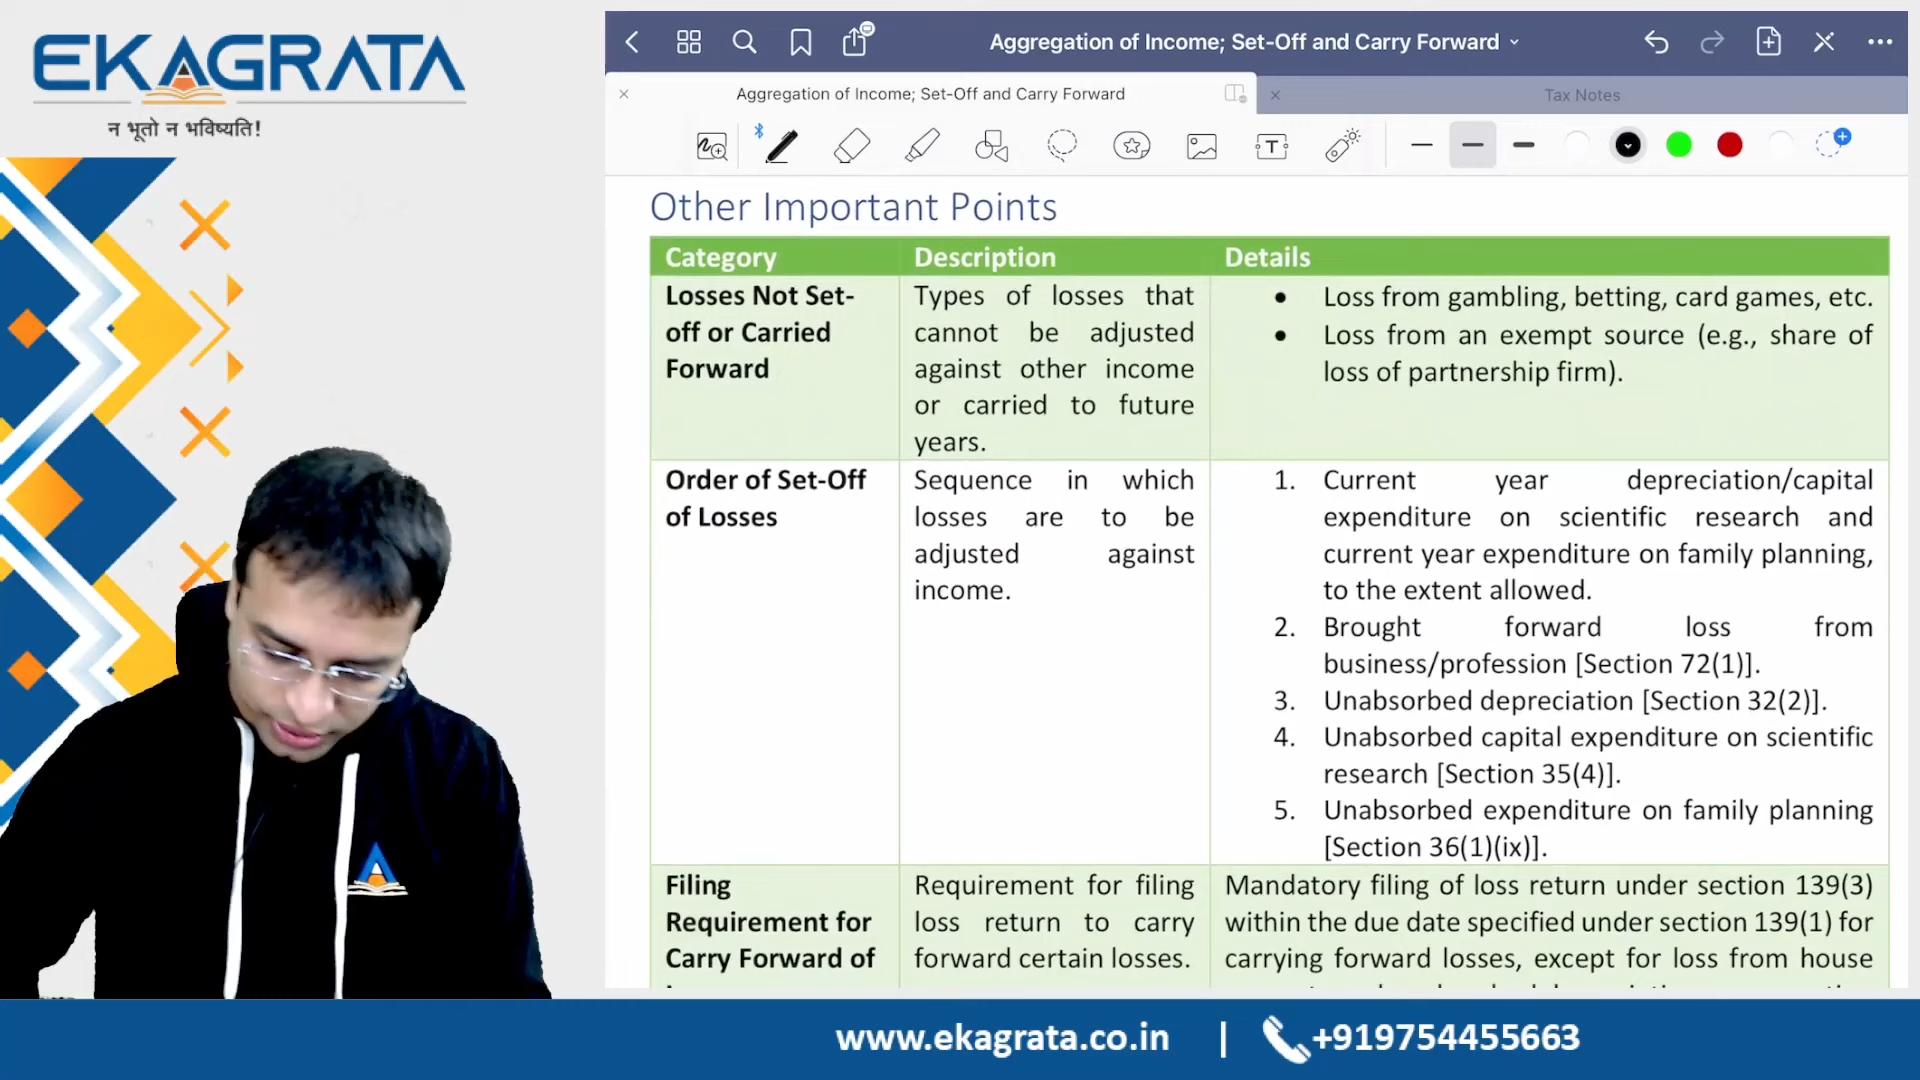 EKAGRATA
न भूतो न भविष्यति!
Aggregation of Income; Set-Off and Carry Forward
Aggregation of Income; Set-Off and Carry Forward
Tax Notes
Other Important Points
Category Description Details
Losses Not Set-
off or Carried
Forward
Types of losses that
cannot be adjusted
against other income
or carried to future
years.
• Loss from gambling, betting, card games, etc.
• Loss from an exempt source (e.g., share of
loss of partnership firm).
Order of Set-Off
of Losses
Sequence in which
losses are to be
adjusted against
income.
1. Current year depreciation/capital
expenditure on scientific research and
current year expenditure on family planning,
to the extent allowed.
2. Brought forward loss from
business/profession [Section 72(1)].
3. Unabsorbed depreciation [Section 32(2)].
4. Unabsorbed capital expenditure on scientific
research [Section 35(4)].
5. Unabsorbed expenditure on family planning
[Section 36(1)(ix)].
Filing
Requirement for
Carry Forward of
Requirement for filing
loss return to carry
forward certain losses.
Mandatory filing of loss return under section 139(3)
within the due date specified under section 139(1) for
carrying forward losses, except for loss from house
www.ekagrata.co.in | +919754455663